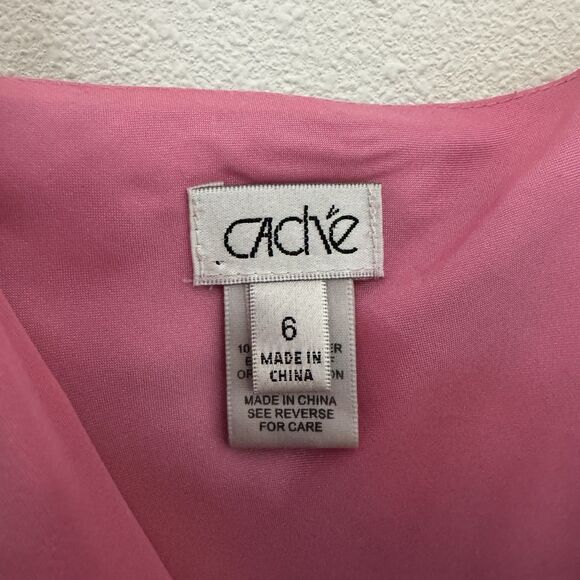 CAché
6
MADE IN
CHINA
MADE IN CHINA
SEE REVERSE
FOR CARE